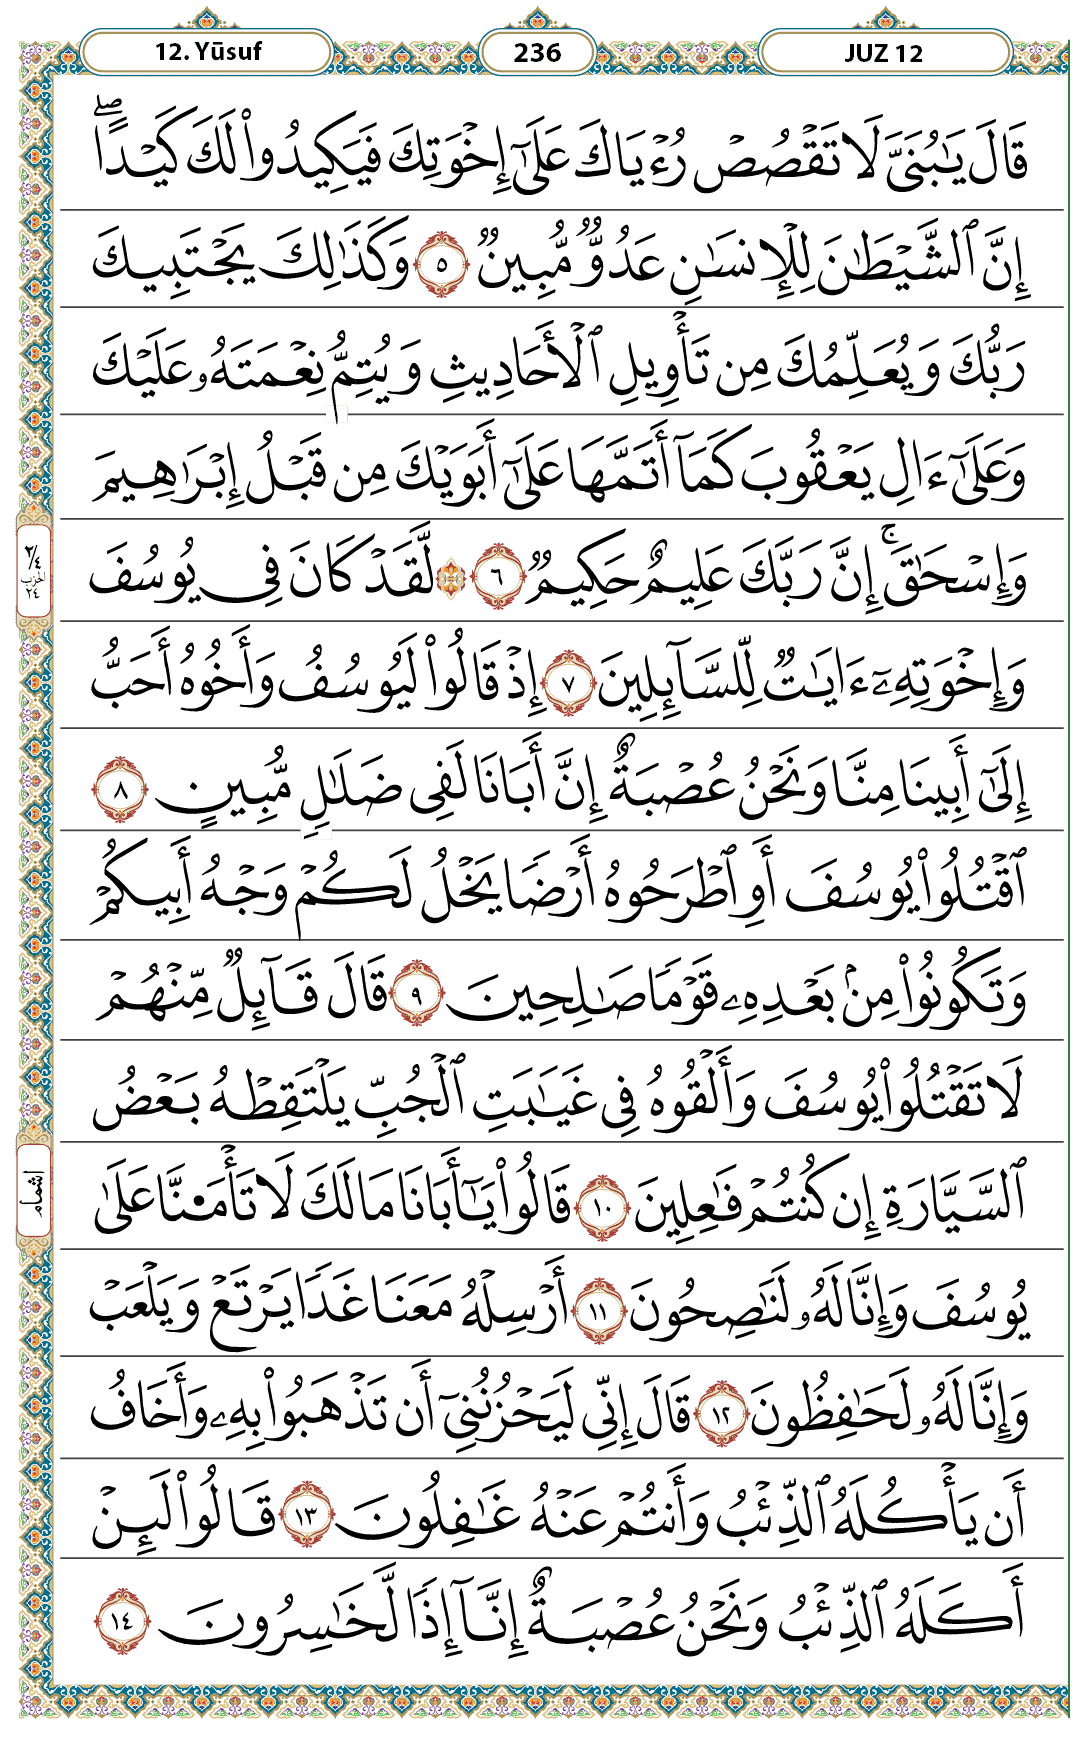 12. Yūsuf
236
JUZ 12
قَالَ يَٰبُنَىَّ لَا تَقْصُصْ رُءْيَاكَ عَلَىٰٓ إِخْوَتِكَ فَيَكِيدُوا۟ لَكَ كَيْدًا ۖ
إِنَّ ٱلشَّيْطَٰنَ لِلْإِنسَٰنِ عَدُوٌّ مُّبِينٌ ٥ وَكَذَٰلِكَ يَجْتَبِيكَ
رَبُّكَ وَيُعَلِّمُكَ مِن تَأْوِيلِ ٱلْأَحَادِيثِ وَيُتِمُّ نِعْمَتَهُۥ عَلَيْكَ
وَعَلَىٰٓ ءَالِ يَعْقُوبَ كَمَآ أَتَمَّهَا عَلَىٰٓ أَبَوَيْكَ مِن قَبْلُ إِبْرَٰهِيمَ
وَإِسْحَٰقَ ۚ إِنَّ رَبَّكَ عَلِيمٌ حَكِيمٌ ٦ ۞ لَّقَدْ كَانَ فِى يُوسُفَ
وَإِخْوَتِهِۦٓ ءَايَٰتٌ لِّلسَّآئِلِينَ ٧ إِذْ قَالُوا۟ لَيُوسُفُ وَأَخُوهُ أَحَبُّ
إِلَىٰٓ أَبِينَا مِنَّا وَنَحْنُ عُصْبَةٌ إِنَّ أَبَانَا لَفِى ضَلَٰلٍ مُّبِينٍ ٨
ٱقْتُلُوا۟ يُوسُفَ أَوِ ٱطْرَحُوهُ أَرْضًا يَخْلُ لَكُمْ وَجْهُ أَبِيكُمْ
وَتَكُونُوا۟ مِنۢ بَعْدِهِۦ قَوْمًا صَٰلِحِينَ ٩ قَالَ قَآئِلٌ مِّنْهُمْ
لَا تَقْتُلُوا۟ يُوسُفَ وَأَلْقُوهُ فِى غَيَٰبَتِ ٱلْجُبِّ يَلْتَقِطْهُ بَعْضُ
ٱلسَّيَّارَةِ إِن كُنتُمْ فَٰعِلِينَ ١٠ قَالُوا۟ يَٰٓأَبَانَا مَا لَكَ لَا تَأْمَ۫نَّا عَلَىٰ
يُوسُفَ وَإِنَّا لَهُۥ لَنَٰصِحُونَ ١١ أَرْسِلْهُ مَعَنَا غَدًا يَرْتَعْ وَيَلْعَبْ
وَإِنَّا لَهُۥ لَحَٰفِظُونَ ١٢ قَالَ إِنِّى لَيَحْزُنُنِىٓ أَن تَذْهَبُوا۟ بِهِۦ وَأَخَافُ
أَن يَأْكُلَهُ ٱلذِّئْبُ وَأَنتُمْ عَنْهُ غَٰفِلُونَ ١٣ قَالُوا۟ لَئِنْ
أَكَلَهُ ٱلذِّئْبُ وَنَحْنُ عُصْبَةٌ إِنَّآ إِذًا لَّخَٰسِرُونَ ١٤
٢/٤
الحزب
٢٤
اشمام